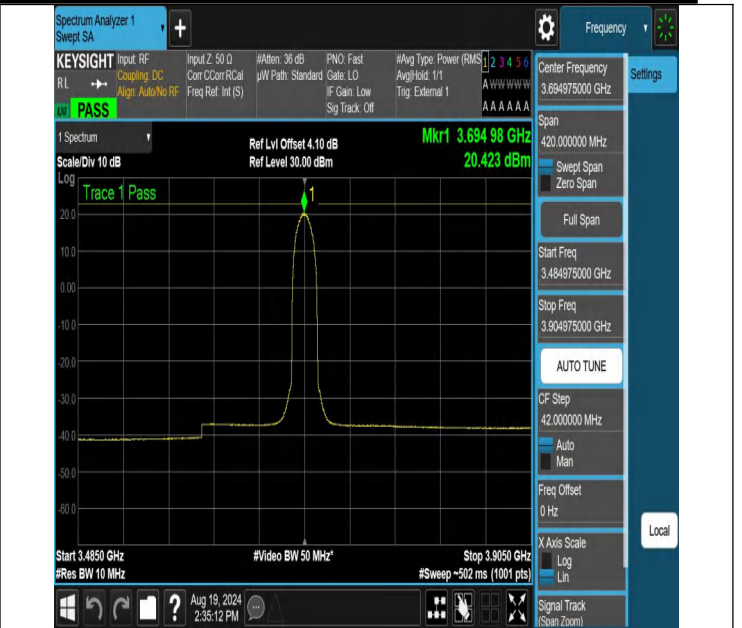 Spectrum Analyzer 1
Swept SA
+
Frequency
KEYSIGHT
RL
PASS
Input: RF
Coupling: DC
Align: Auto/No RF
Input Z: 50 Ω
Corr CCorr RCal
Freq Ref: Int (S)
#Atten: 36 dB
µW Path: Standard
PNO: Fast
Gate: LO
IF Gain: Low
Sig Track: Off
#Avg Type: Power (RMS
Avg|Hold: 1/1
Trig: External 1
1 2 3 4 5 6
A W W W W W
A A A A A A
1 Spectrum
Scale/Div 10 dB
Log
Ref Lvl Offset 4.10 dB
Ref Level 30.00 dBm
Mkr1 3.694 98 GHz
20.423 dBm
Trace 1 Pass
1
20.0
10.0
0.00
-10.0
-20.0
-30.0
-40.0
-50.0
-60.0
Start 3.4850 GHz
#Res BW 10 MHz
#Video BW 50 MHz*
Stop 3.9050 GHz
#Sweep ~502 ms (1001 pts)
Center Frequency
3.694975000 GHz
Settings
Span
420.000000 MHz
Swept Span
Zero Span
Full Span
Start Freq
3.484975000 GHz
Stop Freq
3.904975000 GHz
AUTO TUNE
CF Step
42.000000 MHz
Auto
Man
Freq Offset
0 Hz
Local
X Axis Scale
Log
Lin
Signal Track
(Span Zoom)
?
Aug 19, 2024
2:35:12 PM